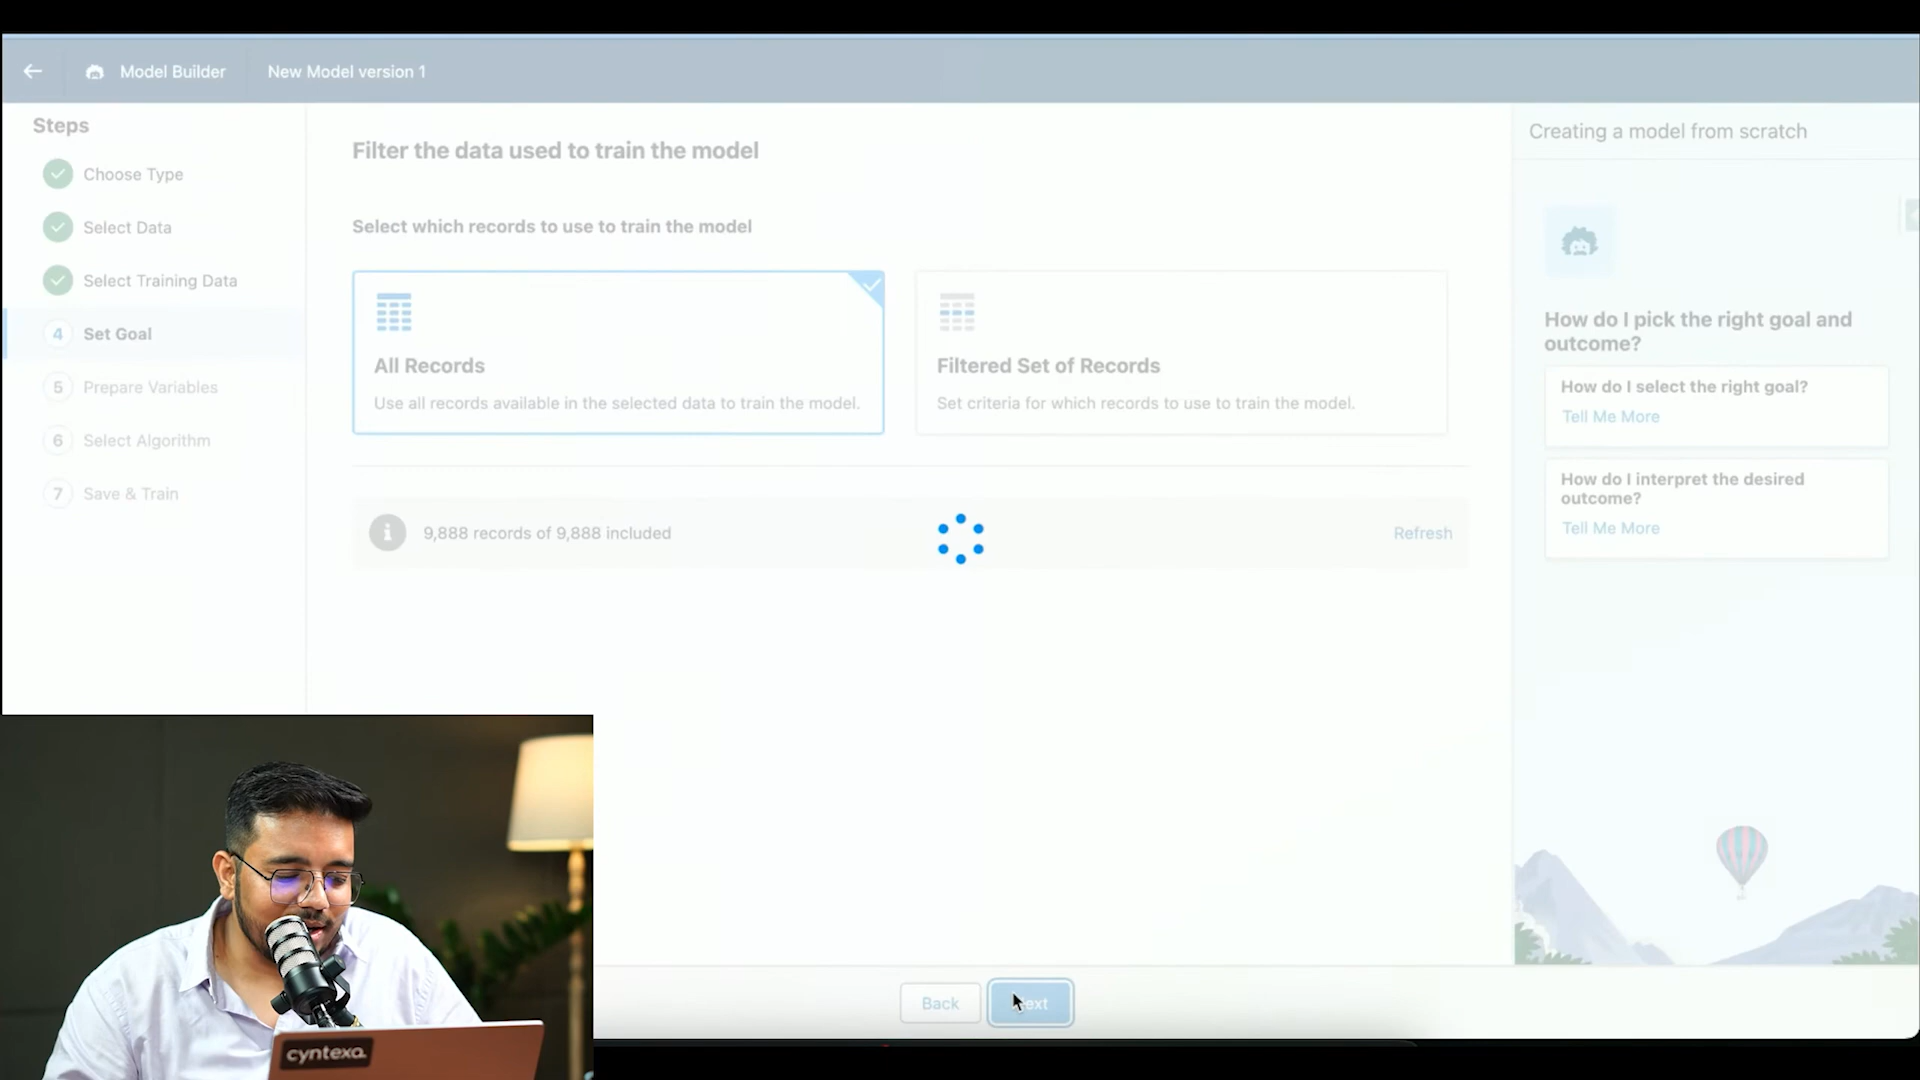 Model Builder
New Model version 1
Steps
Choose Type
Select Data
Select Training Data
4 Set Goal
5 Prepare Variables
6 Select Algorithm
7 Save & Train
Filter the data used to train the model
Select which records to use to train the model
All Records
Use all records available in the selected data to train the model.
Filtered Set of Records
Set criteria for which records to use to train the model.
9,888 records of 9,888 included
Refresh
Creating a model from scratch
How do I pick the right goal and
outcome?
How do I select the right goal?
Tell Me More
How do I interpret the desired
outcome?
Tell Me More
Back
Next
cyntexa.